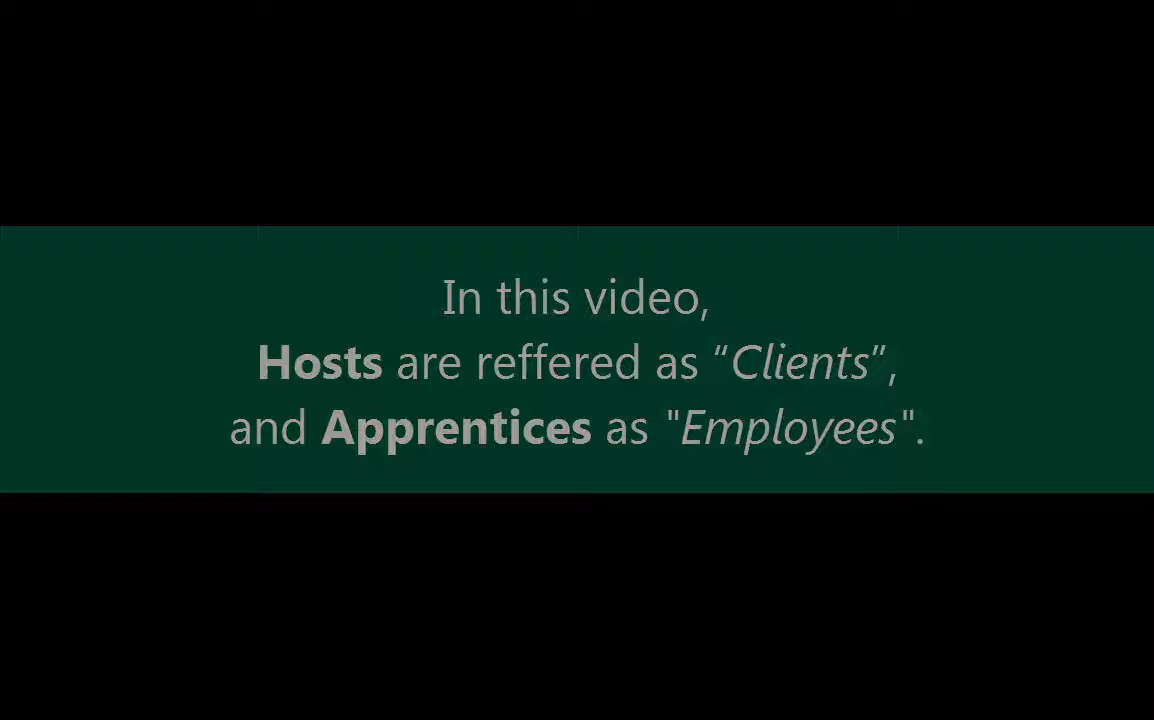 In this video,
Hosts are reffered as “Clients”,
and Apprentices as "Employees".